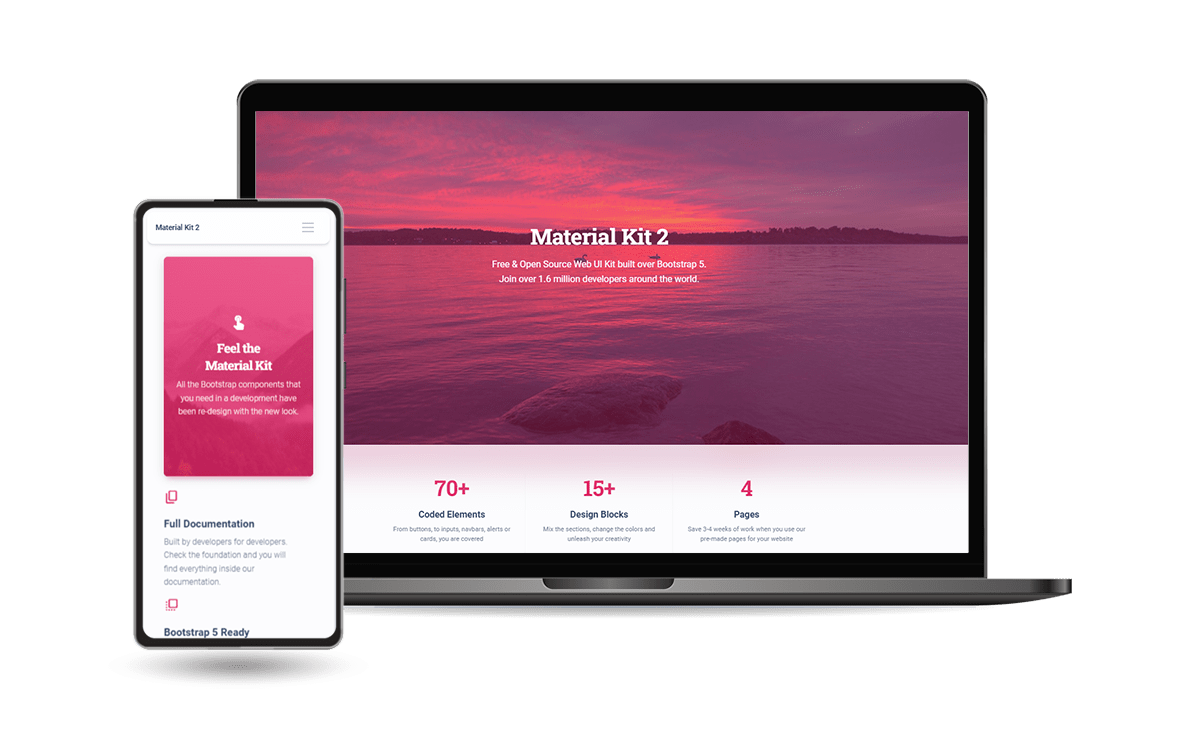 Material Kit 2
Free & Open Source Web UI Kit built over Bootstrap 5.
Join over 1.6 million developers around the world.
70+
Coded Elements
From buttons, to inputs, navbars, alerts or
cards, you are covered
15+
Design Blocks
Mix the sections, change the colors and
unleash your creativity
4
Pages
Save 3-4 weeks of work when you use our
pre-made pages for your website
Material Kit 2
Feel the
Material Kit
All the Bootstrap components that
you need in a development have
been re-design with the new look.
Full Documentation
Built by developers for developers.
Check the foundation and you will
find everything inside our
documentation.
Bootstrap 5 Ready